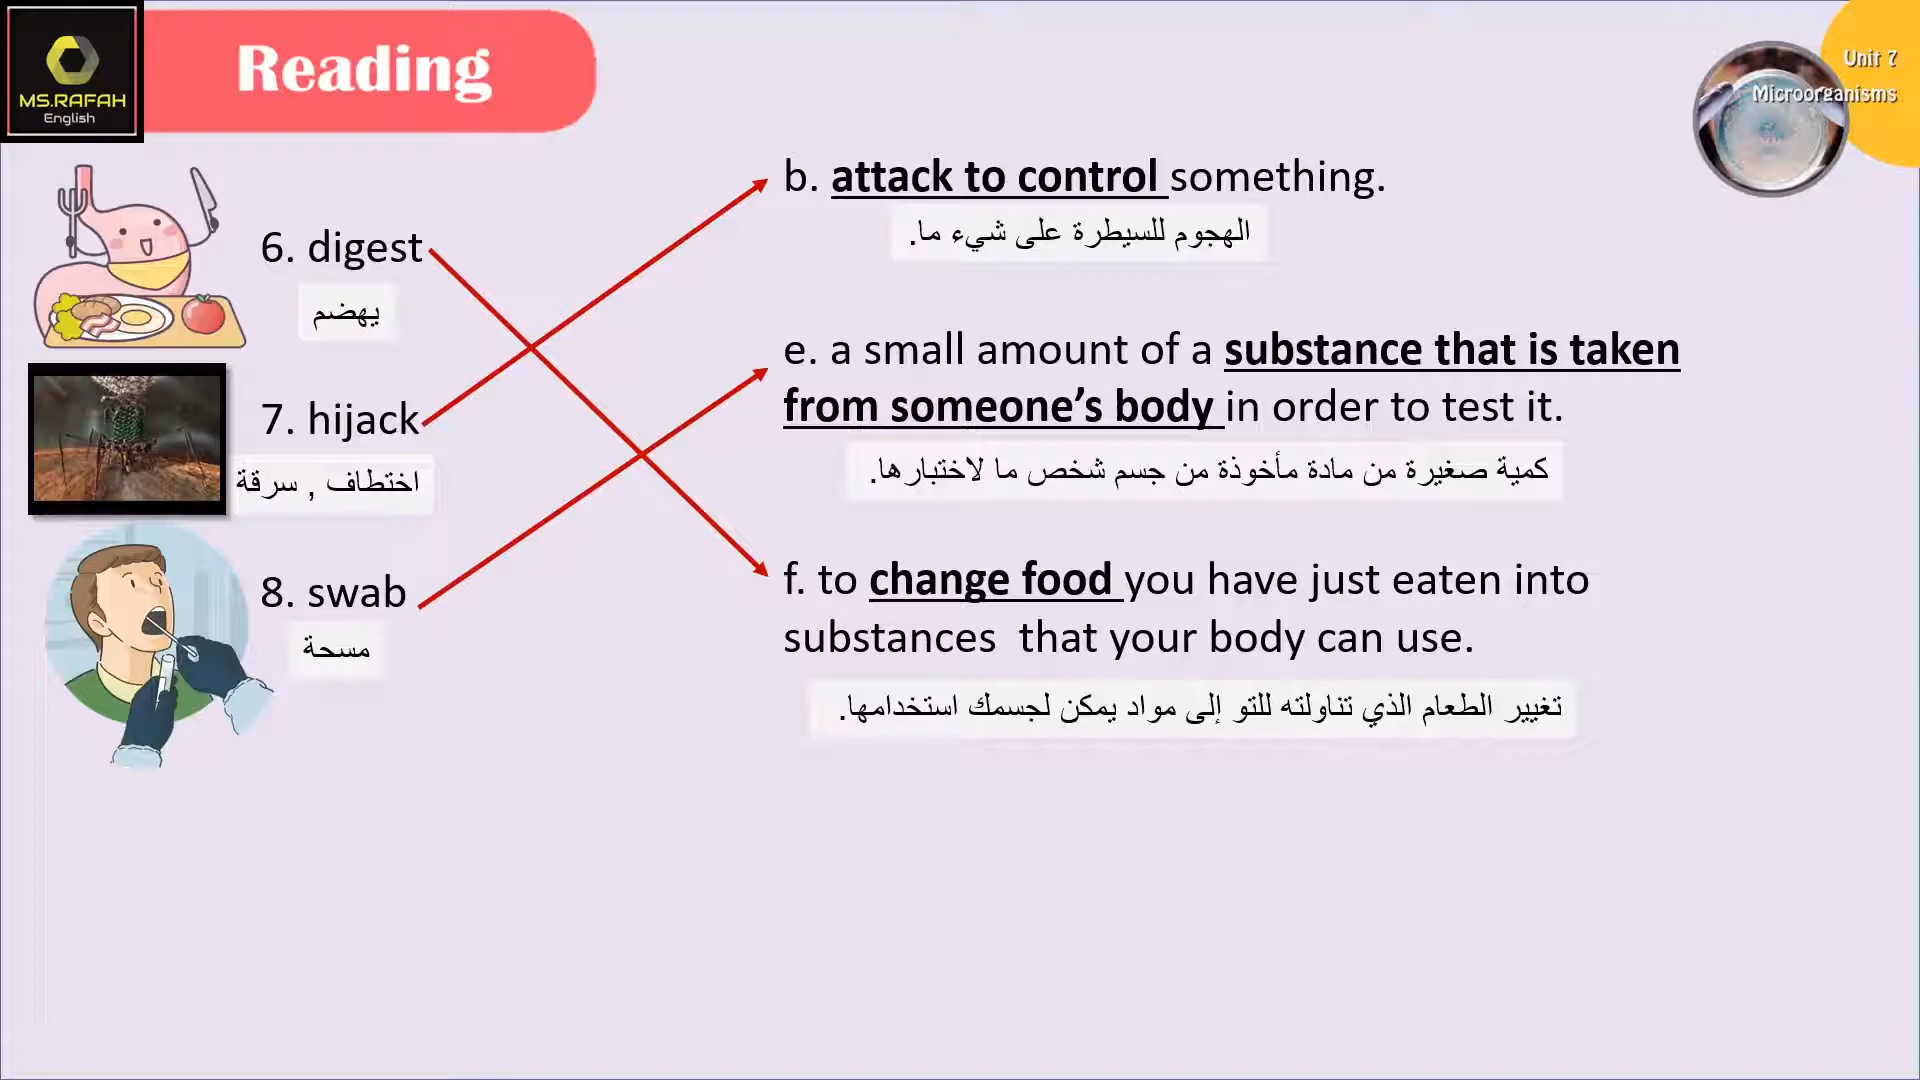 MS.RAFAH
English
Reading
Unit 7
Microorganisms
6. digest
يهضم
7. hijack
اختطاف , سرقة
8. swab
مسحة
b. attack to control something.
الهجوم للسيطرة على شيء ما.
e. a small amount of a substance that is taken
from someone’s body in order to test it.
كمية صغيرة من مادة مأخوذة من جسم شخص ما لاختبارها.
f. to change food you have just eaten into
substances  that your body can use.
تغيير الطعام الذي تناولته للتو إلى مواد يمكن لجسمك استخدامها.